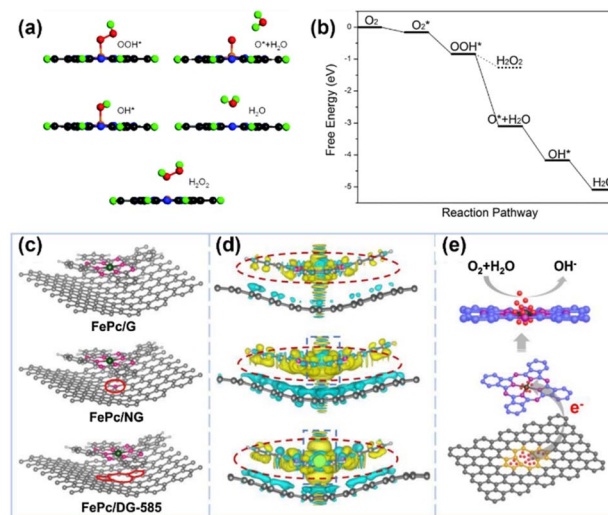 (a)
OOH*
O*+H₂O
OH*
H₂O
H₂O₂
(b)
Free Energy (eV)
0
-1
-2
-3
-4
-5
O₂
O₂*
OOH*
H₂O₂
O*+H₂O
OH*
H₂O
Reaction Pathway
(c)
FePc/G
FePc/NG
FePc/DG-585
(d)
(e)
O₂+H₂O
OH⁻
e⁻